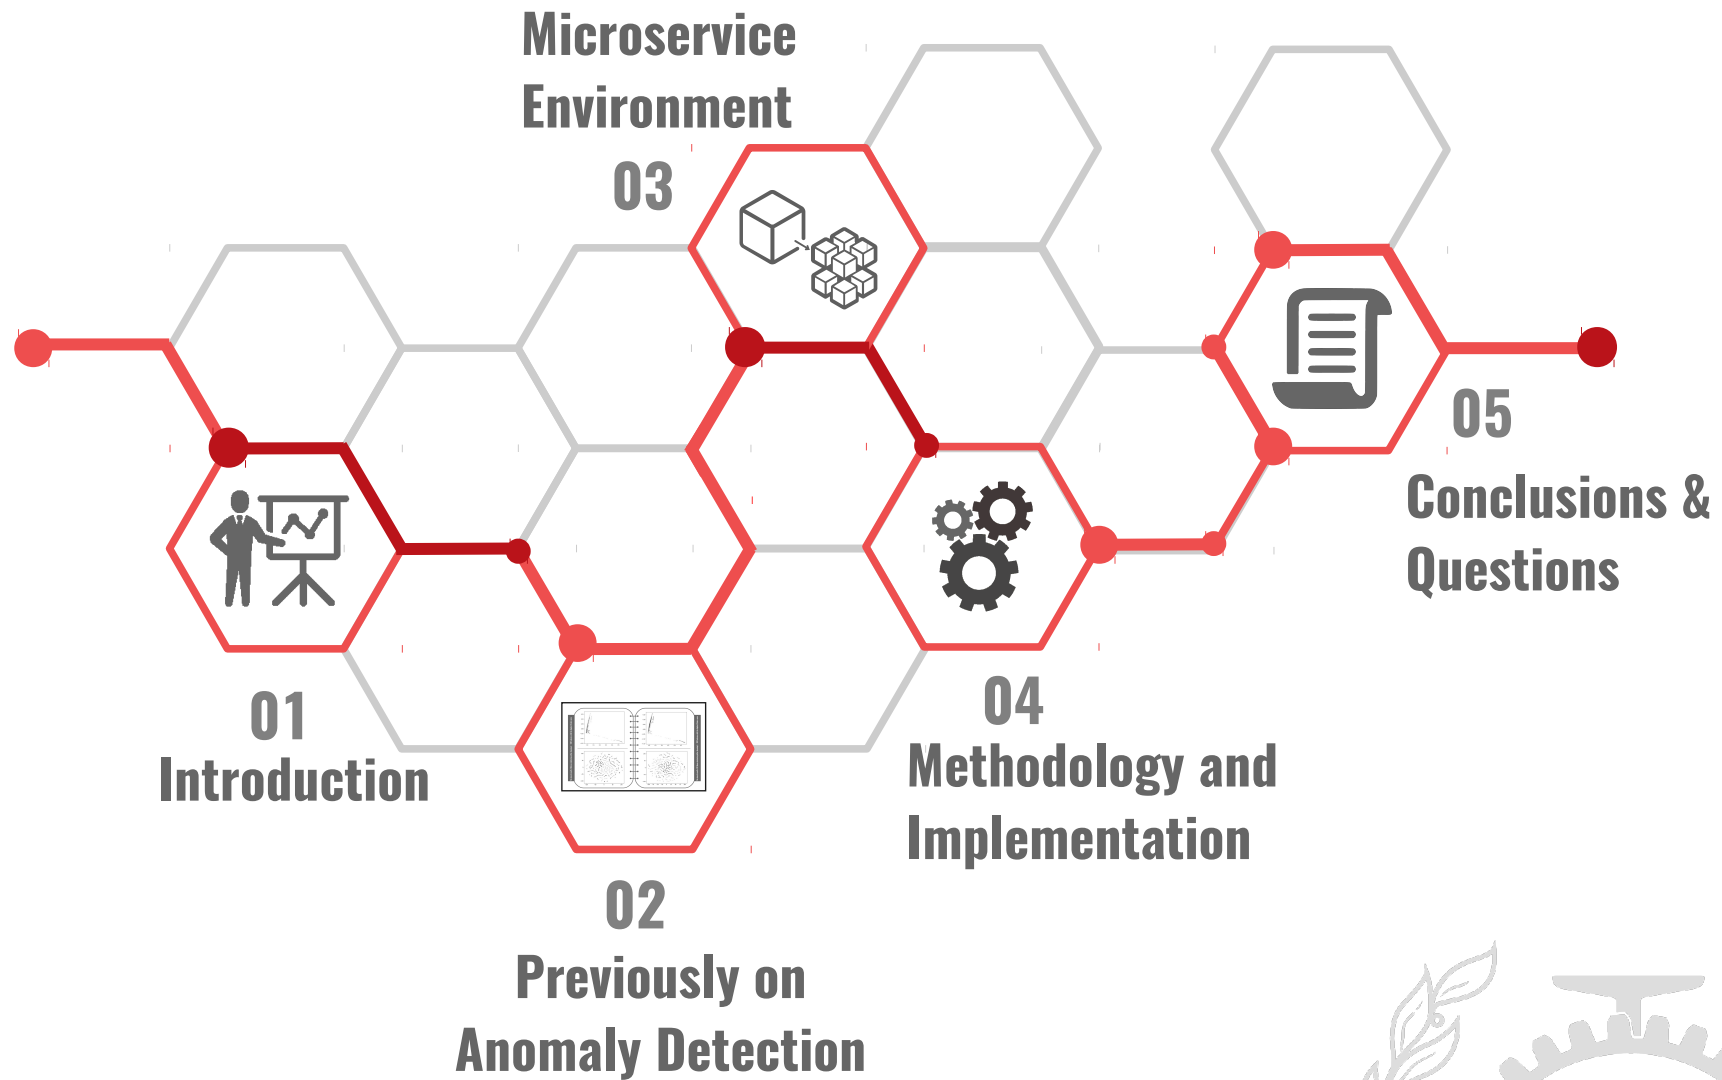 01
Introduction
02
Previously on
Anomaly Detection
Microservice
Environment
03
04
Methodology and
Implementation
05
Conclusions &
Questions